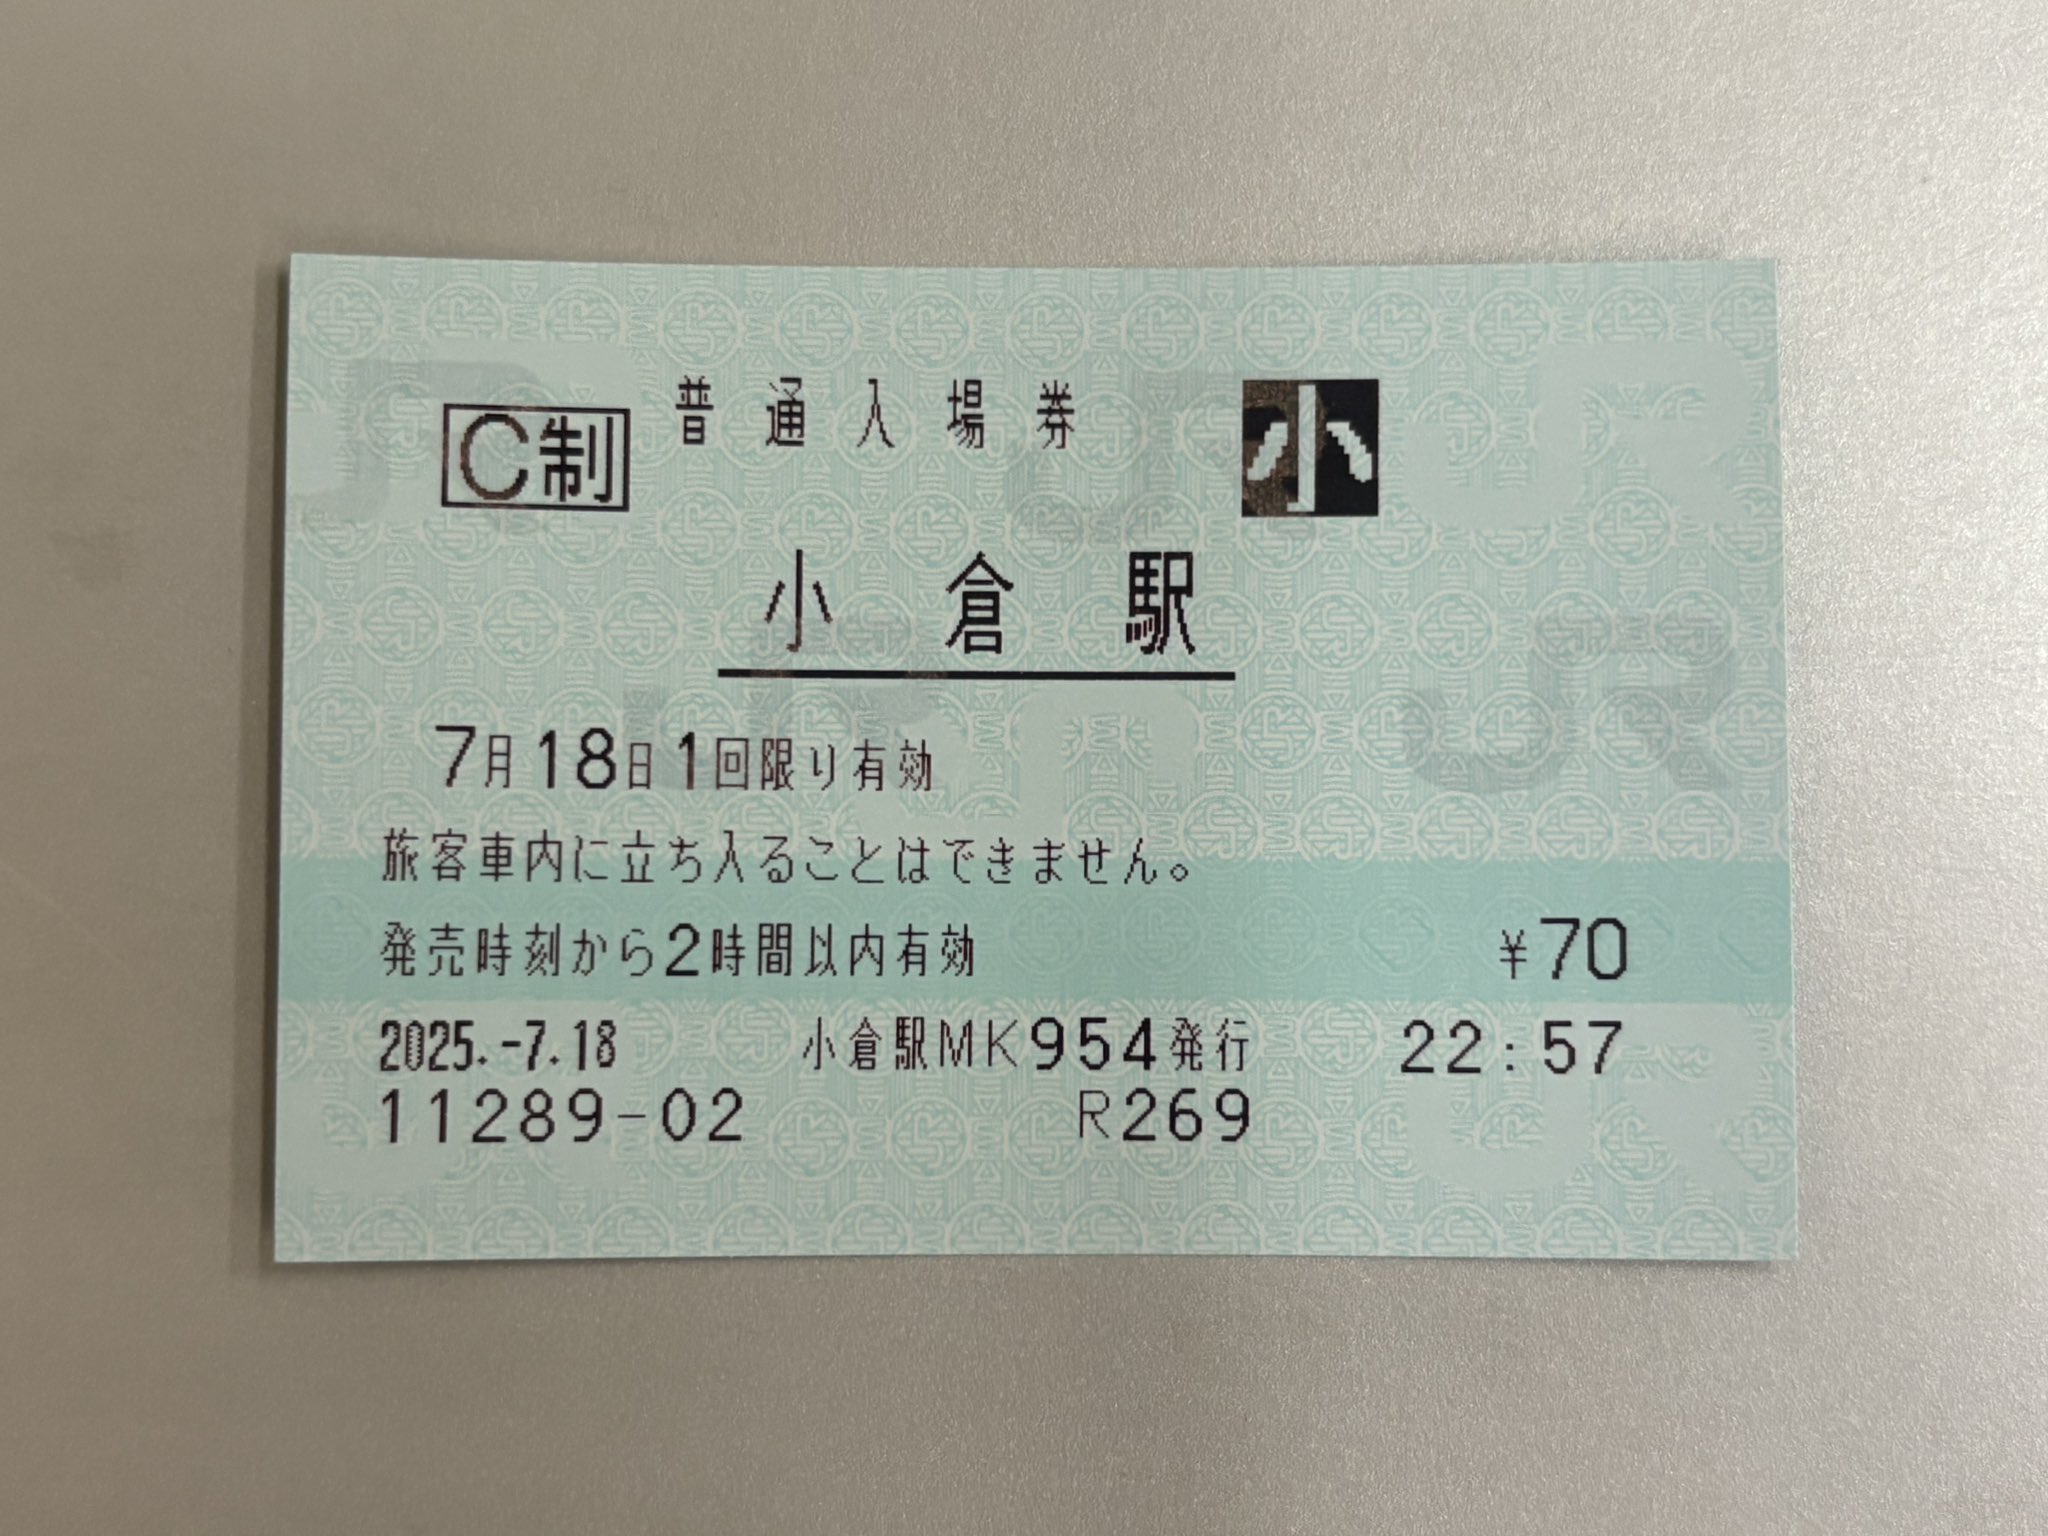 C制 普通入場券 小
小倉駅
7月18日1回限り有効
旅客車内に立ち入ることはできません。
発売時刻から2時間以内有効 ¥70
2025.-7.18 小倉駅MK954発行 22:57
11289-02 R269